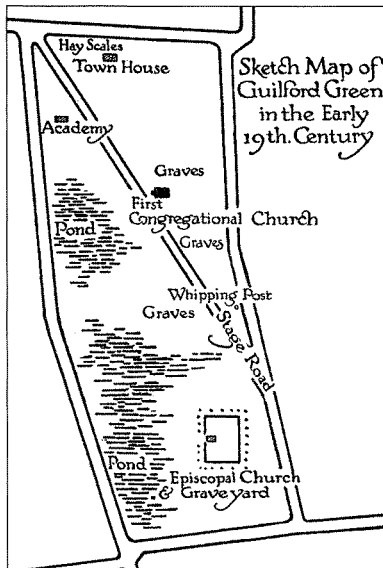 Sketch Map of
Guilford Green
in the Early
19th. Century
Hay Scales
Town House
Academy
Graves
First
Congregational Church
Pond
Graves
Whipping Post
Graves
Stage Road
Pond
Episcopal Church
& Graveyard